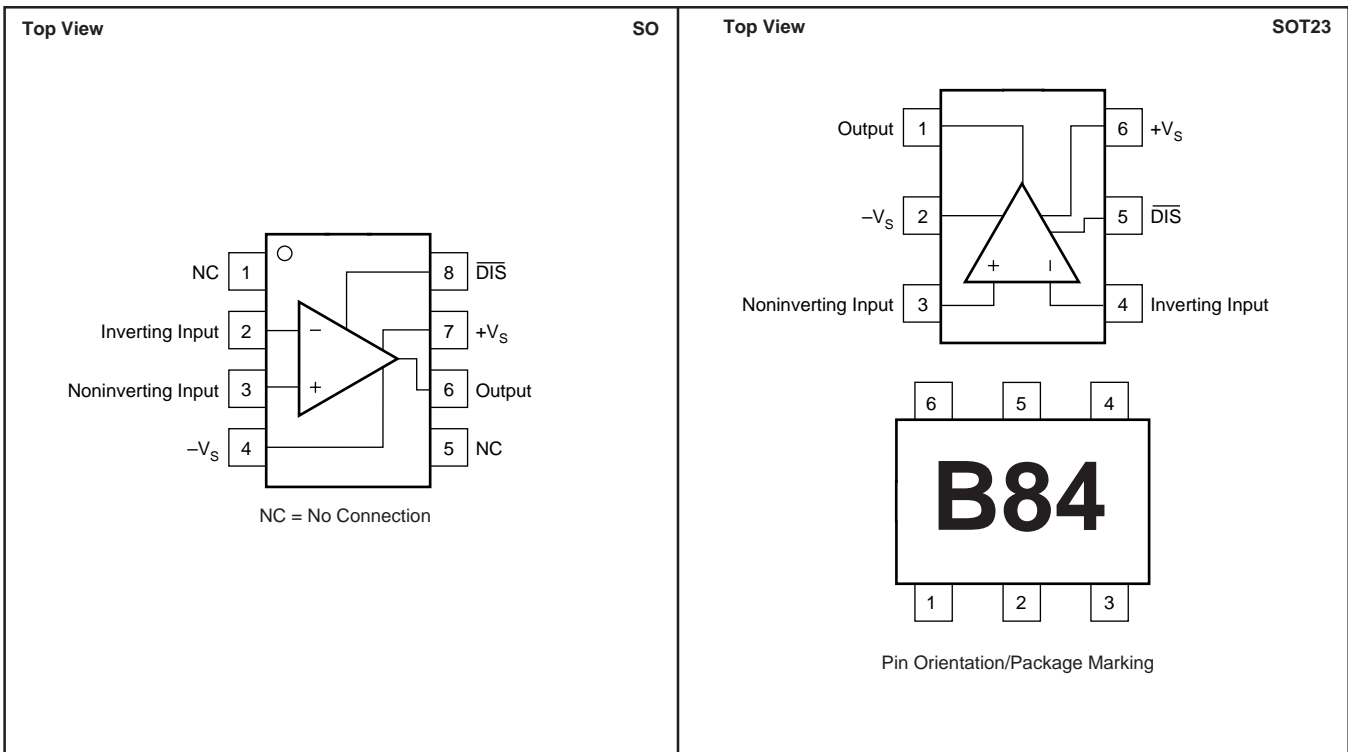 Top View SO
NC 1 8 D̅I̅S̅
Inverting Input 2 − 7 +VS
Noninverting Input 3 + 6 Output
–VS 4 5 NC
NC = No Connection
Top View SOT23
Output 1 6 +VS
–VS 2 5 D̅I̅S̅
Noninverting Input 3 + − 4 Inverting Input
6 5 4
B84
1 2 3
Pin Orientation/Package Marking